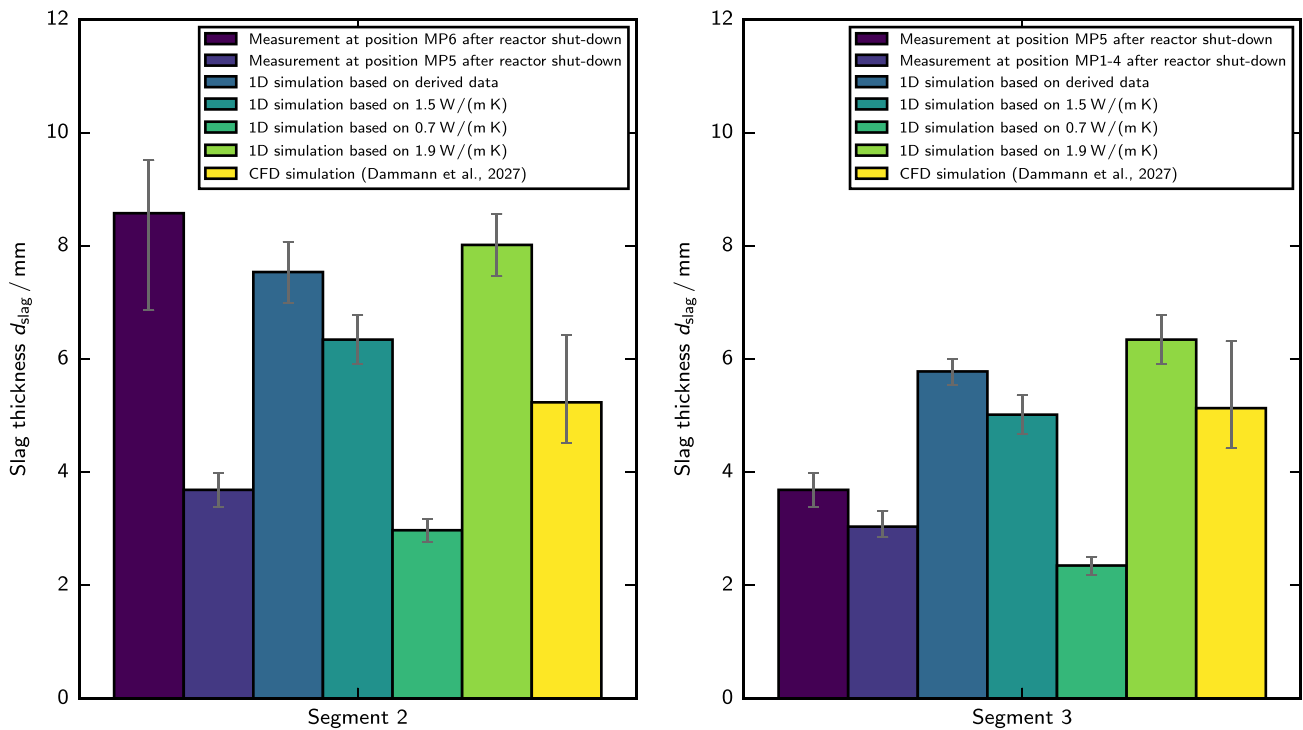 12
10
8
6
4
2
0
Slag thickness d_slag / mm
Measurement at position MP6 after reactor shut-down
Measurement at position MP5 after reactor shut-down
1D simulation based on derived data
1D simulation based on 1.5 W/(m K)
1D simulation based on 0.7 W/(m K)
1D simulation based on 1.9 W/(m K)
CFD simulation (Dammann et al., 2027)
Segment 2
12
10
8
6
4
2
0
Slag thickness d_slag / mm
Measurement at position MP5 after reactor shut-down
Measurement at position MP1-4 after reactor shut-down
1D simulation based on derived data
1D simulation based on 1.5 W/(m K)
1D simulation based on 0.7 W/(m K)
1D simulation based on 1.9 W/(m K)
CFD simulation (Dammann et al., 2027)
Segment 3